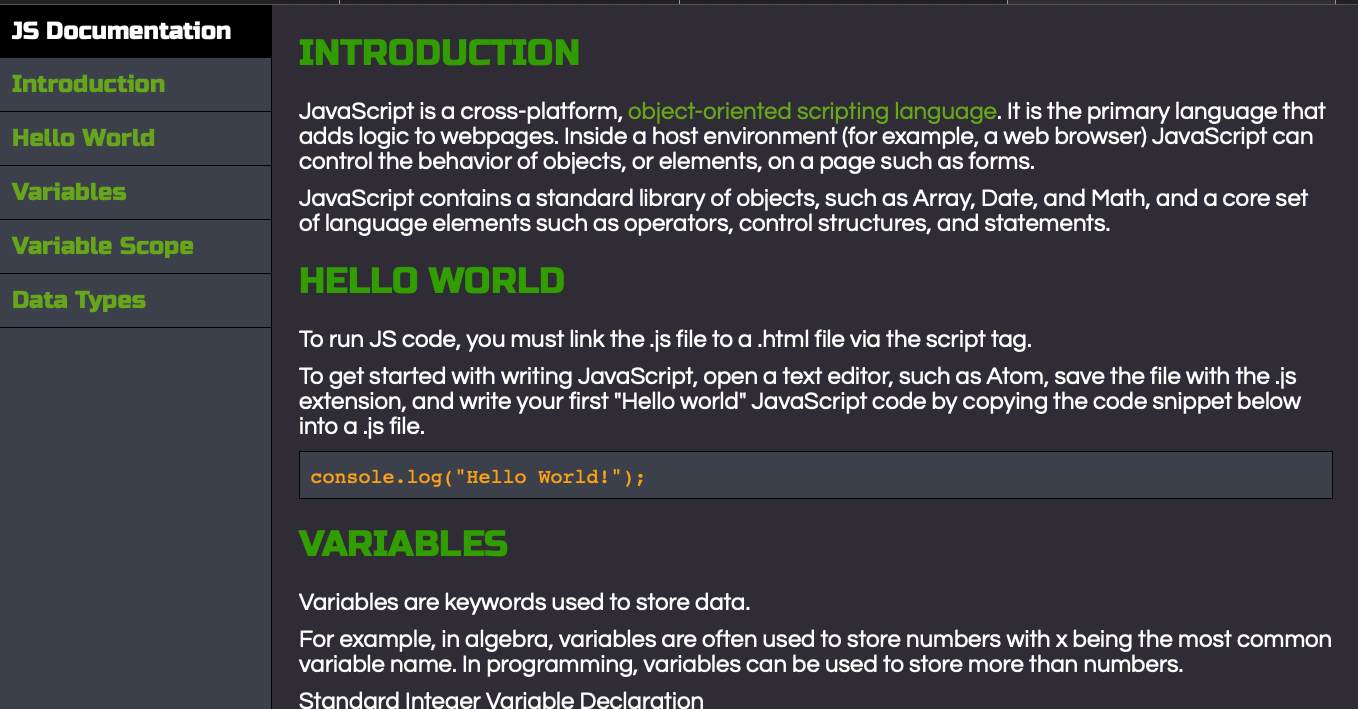 JS Documentation
Introduction
Hello World
Variables
Variable Scope
Data Types
INTRODUCTION
JavaScript is a cross-platform, object-oriented scripting language. It is the primary language that
adds logic to webpages. Inside a host environment (for example, a web browser) JavaScript can
control the behavior of objects, or elements, on a page such as forms.
JavaScript contains a standard library of objects, such as Array, Date, and Math, and a core set
of language elements such as operators, control structures, and statements.
HELLO WORLD
To run JS code, you must link the .js file to a .html file via the script tag.
To get started with writing JavaScript, open a text editor, such as Atom, save the file with the .js
extension, and write your first "Hello world" JavaScript code by copying the code snippet below
into a .js file.
console.log("Hello World!");
VARIABLES
Variables are keywords used to store data.
For example, in algebra, variables are often used to store numbers with x being the most common
variable name. In programming, variables can be used to store more than numbers.
Standard Integer Variable Declaration